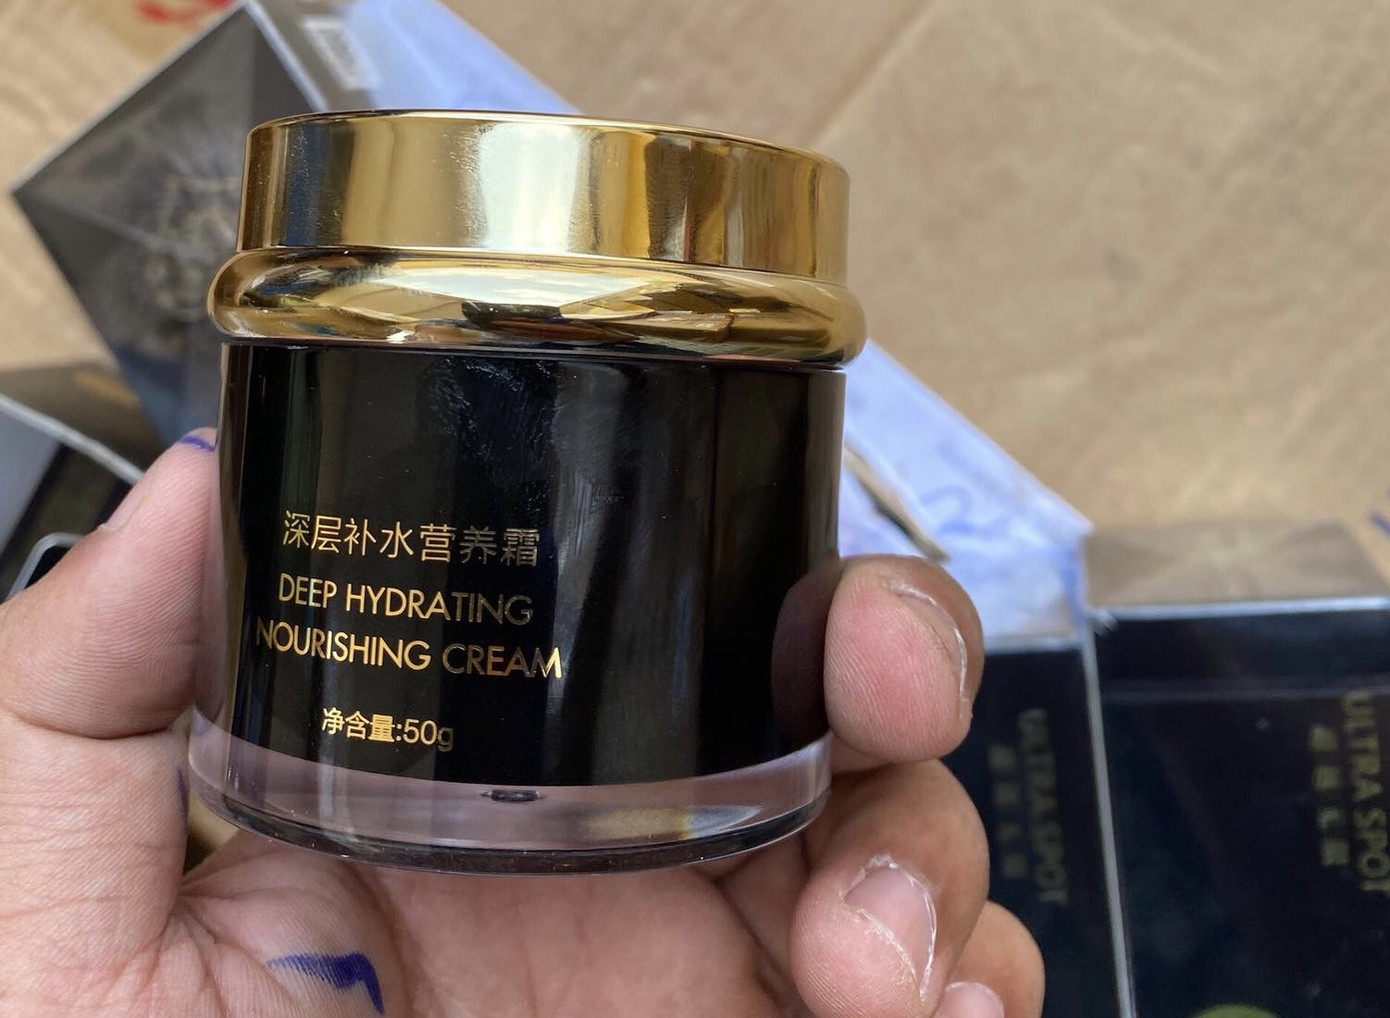 深层补水营养霜
DEEP HYDRATING
NOURISHING CREAM
净含量:50g
ULTRA SPOT
ULTRA SPOT